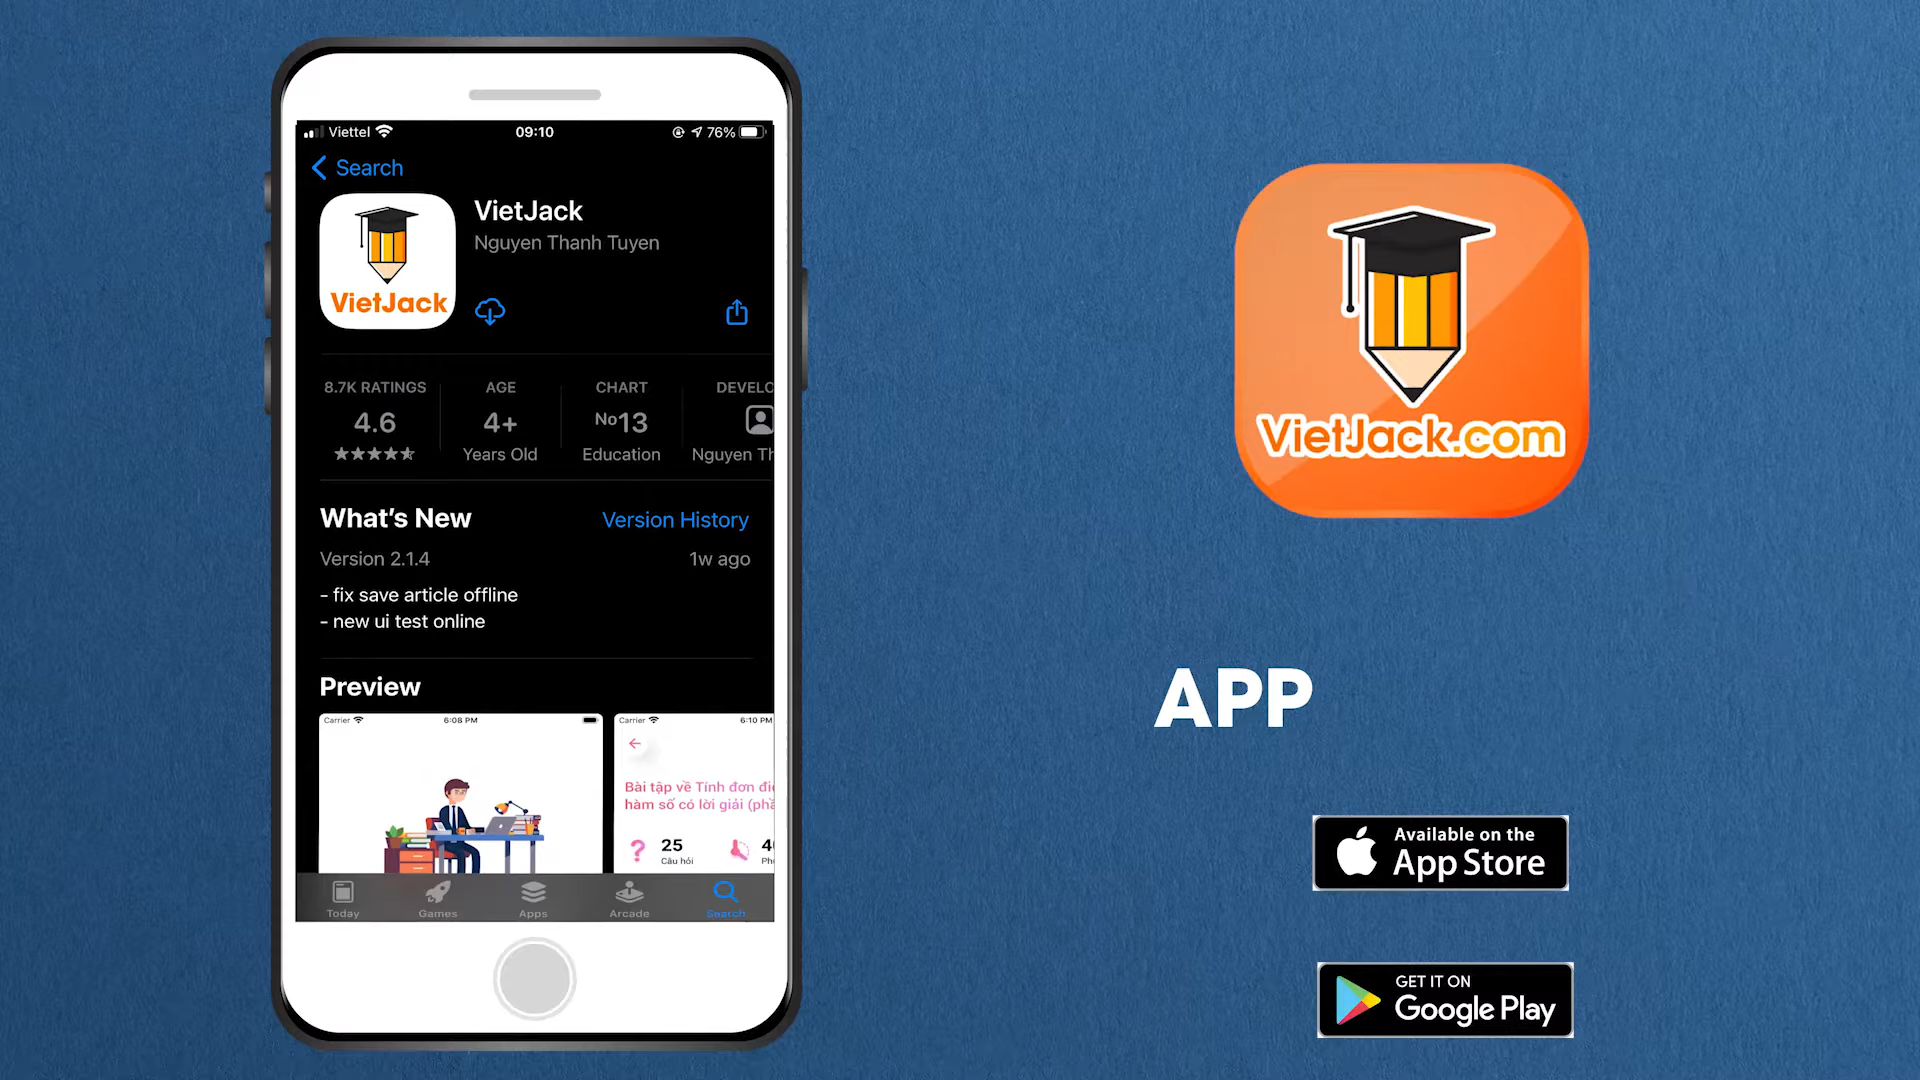 Viettel
09:10
76%
Search
VietJack
VietJack
Nguyen Thanh Tuyen
8.7K RATINGS
4.6
AGE
4+
Years Old
CHART
No13
Education
DEVELO
Nguyen Th
What's New
Version History
Version 2.1.4
1w ago
- fix save article offline
- new ui test online
Preview
Carrier
6:08 PM
Carrier
6:10 PM
Bài tập về Tính đơn đi
hàm số có lời giải (phầ
25
Câu hỏi
Today
Games
Apps
Arcade
Search
VietJack.com
APP
Available on the
App Store
GET IT ON
Google Play